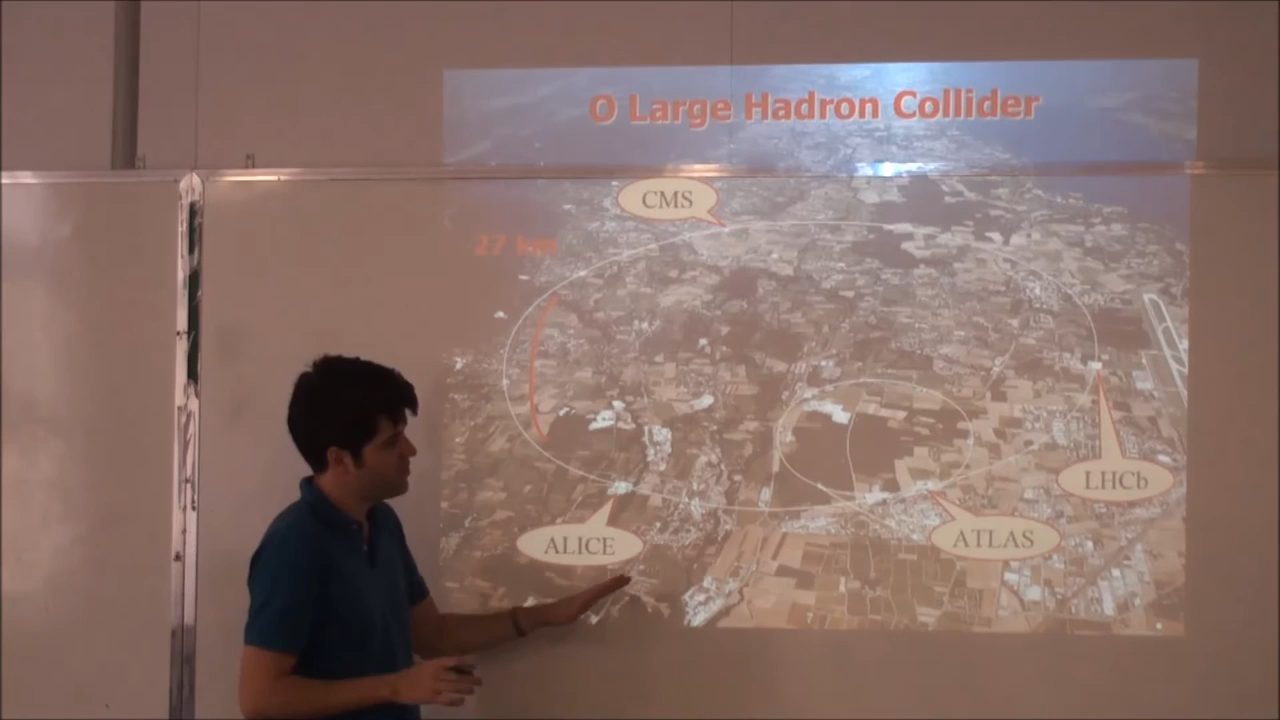 O Large Hadron Collider
CMS
27 km
LHCb
ALICE
ATLAS